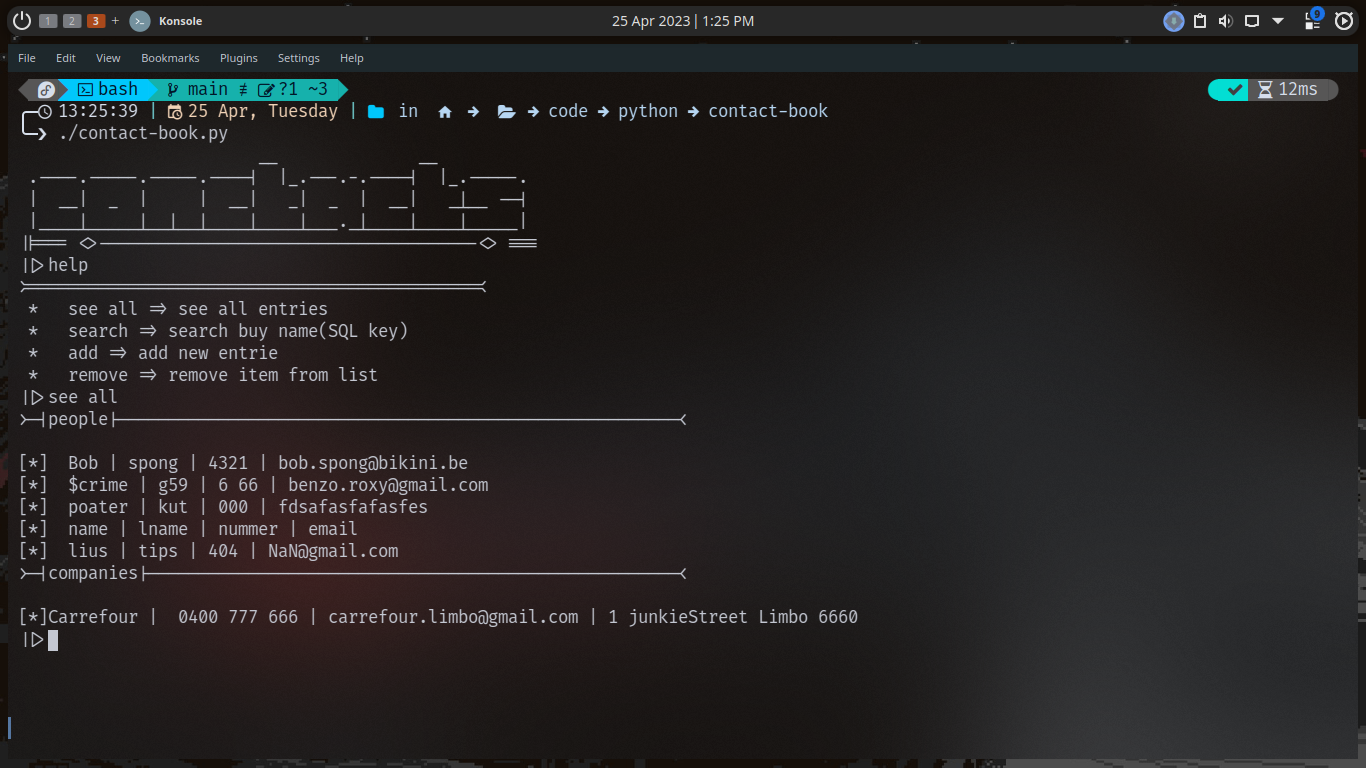 1 2 3 + Konsole 25 Apr 2023 | 1:25 PM 9
File Edit View Bookmarks Plugins Settings Help
bash main ≢ ?1 ~3 12ms
13:25:39 | 25 Apr, Tuesday | in → → code → python → contact-book
./contact-book.py
contacts
|▷help
* see all => see all entries
* search => search buy name(SQL key)
* add => add new entrie
* remove => remove item from list
|▷see all
>-|people|-<
[*] Bob | spong | 4321 | bob.spong@bikini.be
[*] $crime | g59 | 6 66 | benzo.roxy@gmail.com
[*] poater | kut | 000 | fdsafasfafasfes
[*] name | lname | nummer | email
[*] lius | tips | 404 | NaN@gmail.com
>-|companies|-<
[*]Carrefour | 0400 777 666 | carrefour.limbo@gmail.com | 1 junkieStreet Limbo 6660
|▷